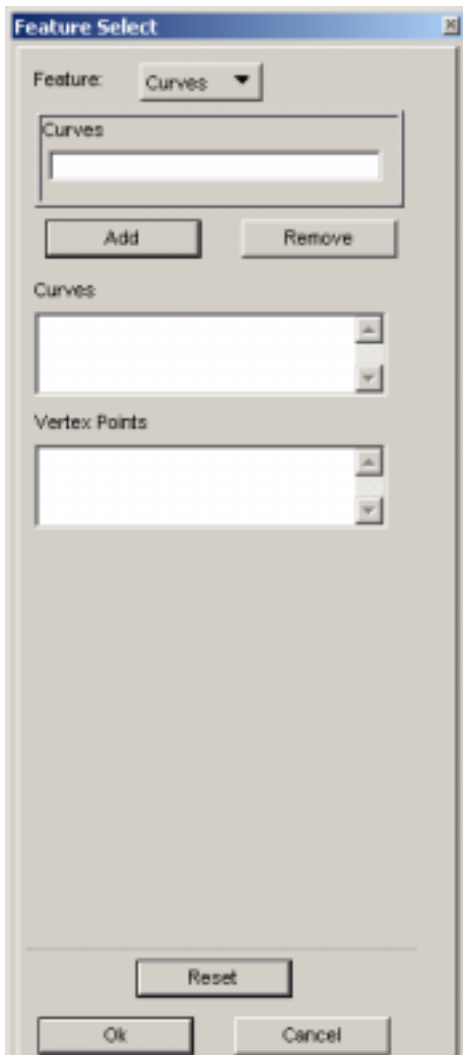 Feature Select
Feature: Curves
Curves
Add Remove
Curves
Vertex Points
Reset
Ok Cancel